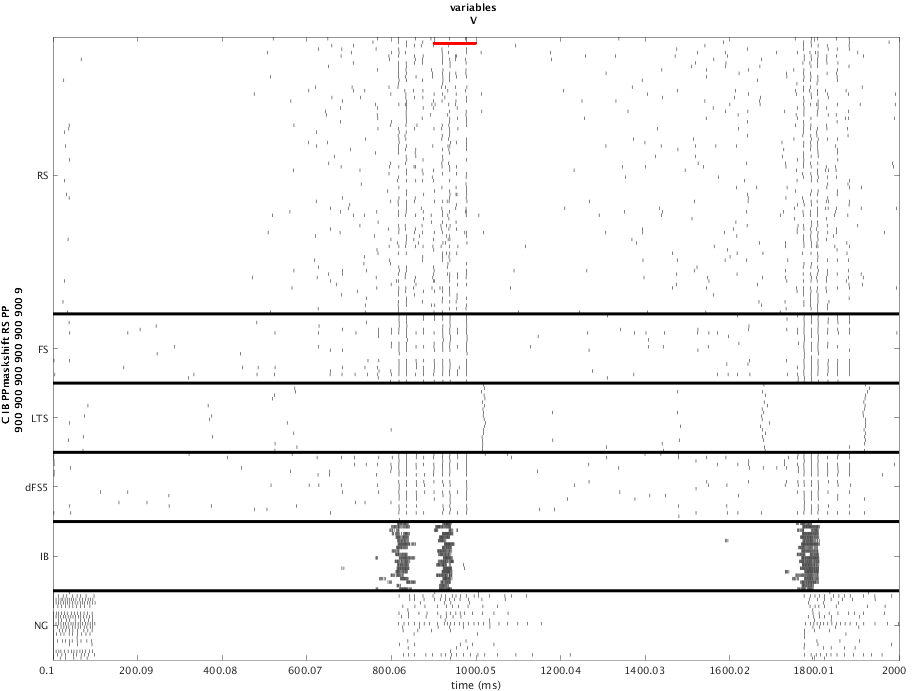 variables
V
RS
FS
LTS
dFS5
IB
NG
C IB PPmaskshift RS PP
900 900 900 900 900 900 9
0.1 200.09 400.08 600.07 800.06 1000.05 1200.04 1400.03 1600.02 1800.01 2000
time (ms)